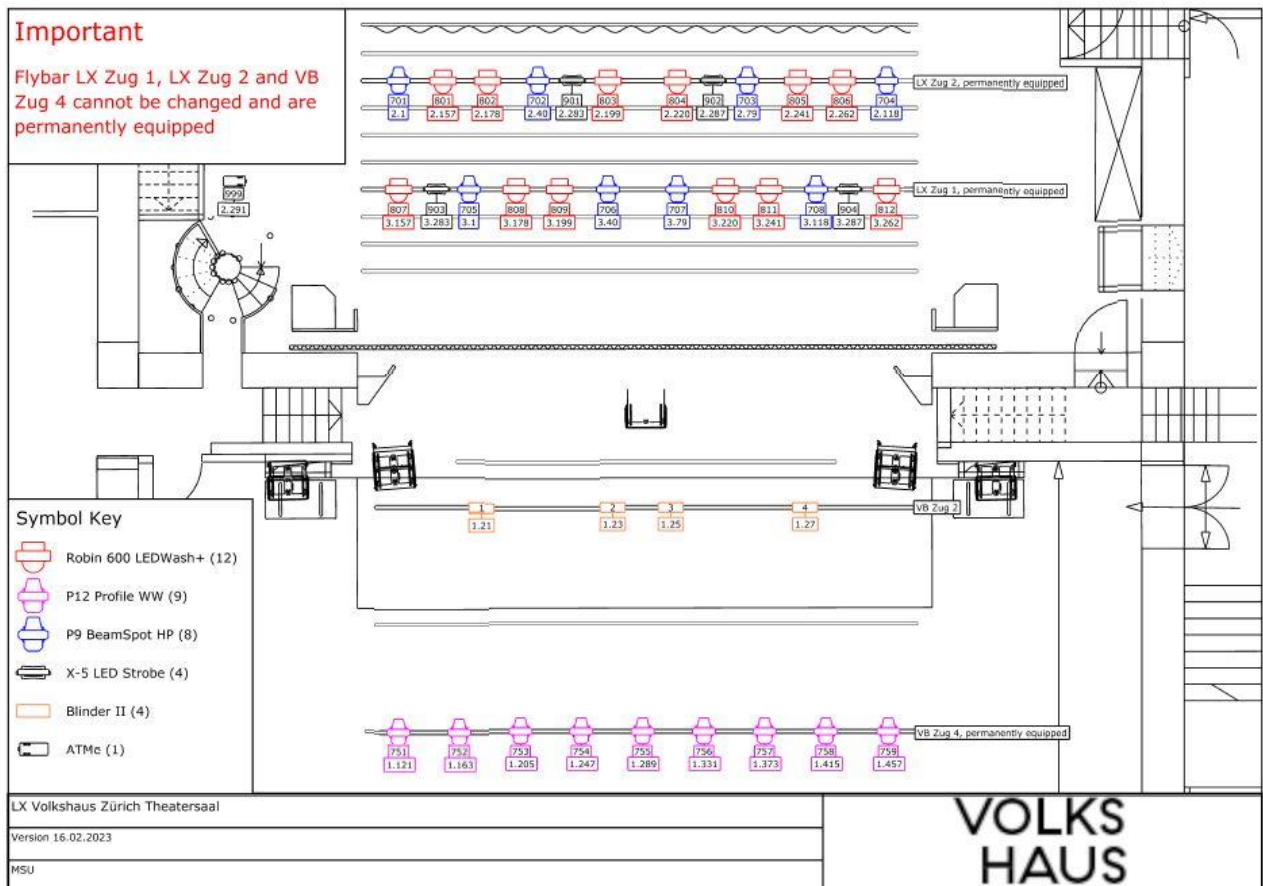 Important
Flybar LX Zug 1, LX Zug 2 and VB
Zug 4 cannot be changed and are
permanently equipped
LX Zug 2, permanently equipped
701 801 802 702 901 803 804 902 703 805 806 704
2.1 2.157 2.178 2.40 2.283 2.199 2.220 2.287 2.79 2.241 2.262 2.118
999
2.291
LX Zug 1, permanently equipped
807 903 705 808 809 706 707 810 811 708 904 812
3.157 3.283 3.1 3.178 3.199 3.40 3.79 3.220 3.241 3.118 3.287 3.262
1 2 3 4 VB Zug 2
1.21 1.23 1.25 1.27
Symbol Key
Robin 600 LEDWash+ (12)
P12 Profile WW (9)
P9 BeamSpot HP (8)
X-5 LED Strobe (4)
Blinder II (4)
ATMe (1)
VB Zug 4, permanently equipped
751 752 753 754 755 756 757 758 759
1.121 1.163 1.205 1.247 1.289 1.331 1.373 1.415 1.457
LX Volkshaus Zürich Theatersaal
Version 16.02.2023
MSU
VOLKS
HAUS